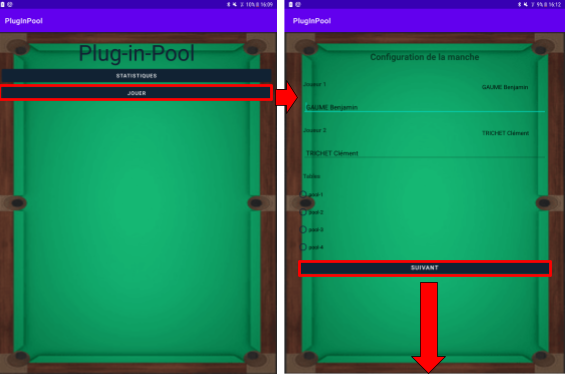 10% 16:09
PlugInPool
Plug-in-Pool
STATISTIQUES
JOUER
9% 16:12
PlugInPool
Configuration de la manche
Joueur 1:
GAUME Benjamin
GAUME Benjamin
Joueur 2:
TRICHET Clément
TRICHET Clément
Tables
pool-1
pool-2
pool-3
pool-4
SUIVANT